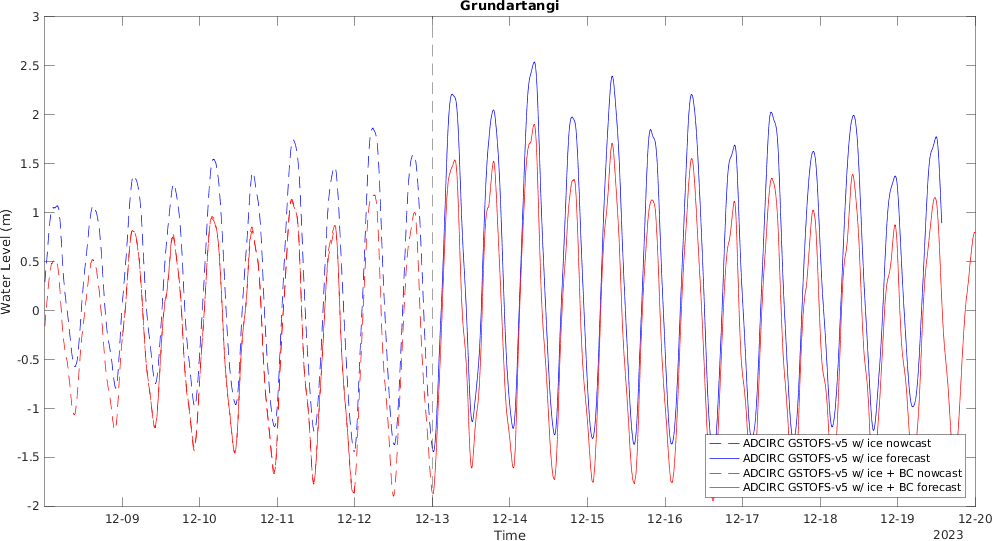 Grundartangi
3
2.5
2
1.5
1
0.5
0
-0.5
-1
-1.5
-2
Water Level (m)
ADCIRC GSTOFS-v5 w/ ice nowcast
ADCIRC GSTOFS-v5 w/ ice forecast
ADCIRC GSTOFS-v5 w/ ice + BC nowcast
ADCIRC GSTOFS-v5 w/ ice + BC forecast
12-09 12-10 12-11 12-12 12-13 12-14 12-15 12-16 12-17 12-18 12-19 12-20
Time
2023